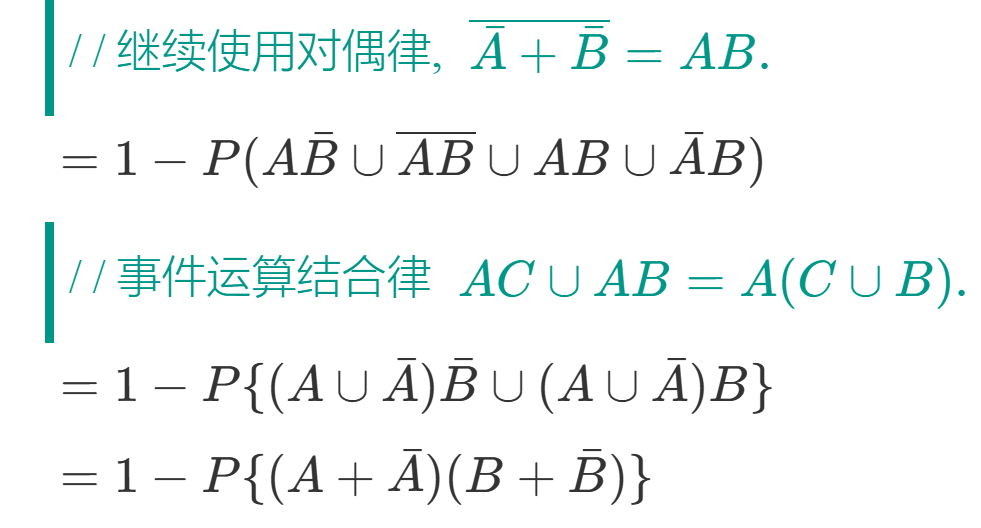 //继续使用对偶律, $\overline{\bar{A}+\bar{B}}=AB.$
$=1-P(A\bar{B}\cup\overline{AB}\cup AB\cup\bar{A}B)$
//事件运算结合律 $AC\cup AB=A(C\cup B).$
$=1-P\{(A\cup\bar{A})\bar{B}\cup(A\cup\bar{A})B\}$
$=1-P\{(A+\bar{A})(B+\bar{B})\}$